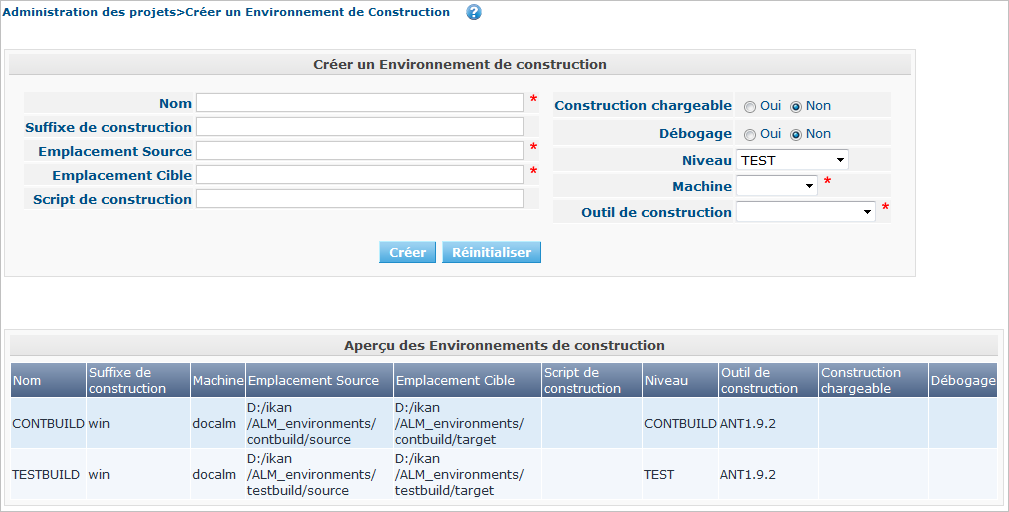 Administration des projets>Créer un Environnement de Construction ?
Créer un Environnement de construction
Nom *
Suffixe de construction
Emplacement Source *
Emplacement Cible *
Script de construction
Construction chargeable Oui Non
Débogage Oui Non
Niveau TEST
Machine *
Outil de construction *
Créer Réinitialiser
Aperçu des Environnements de construction
Nom Suffixe de construction Machine Emplacement Source Emplacement Cible Script de construction Niveau Outil de construction Construction chargeable Débogage
CONTBUILD win docalm D:/ikan/ALM_environments/contbuild/source D:/ikan/ALM_environments/contbuild/target CONTBUILD ANT1.9.2
TESTBUILD win docalm D:/ikan/ALM_environments/testbuild/source D:/ikan/ALM_environments/testbuild/target TEST ANT1.9.2